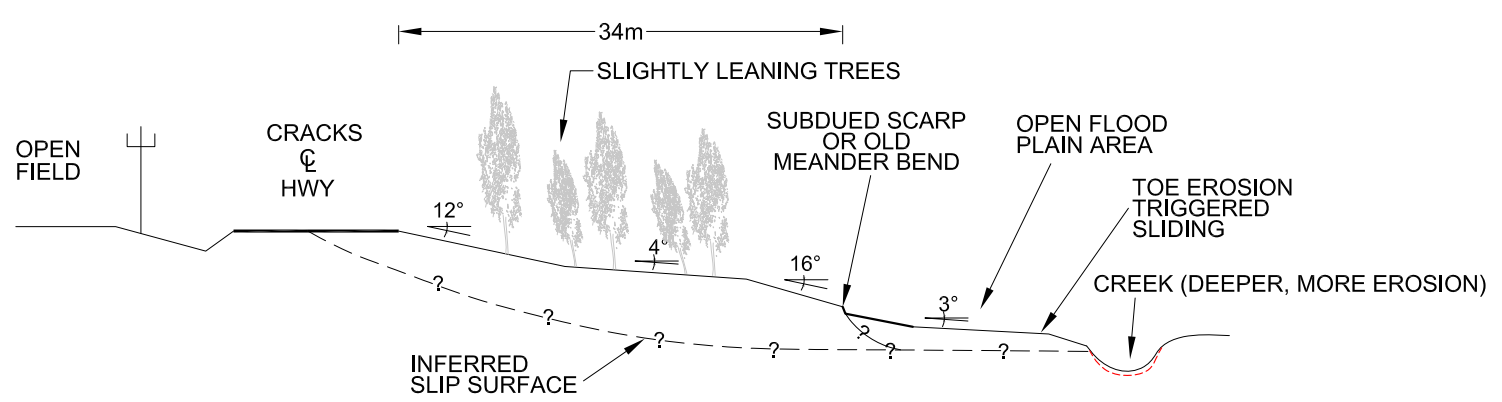 34m
SLIGHTLY LEANING TREES
OPEN
FIELD
CRACKS
℄
HWY
SUBDUED SCARP
OR OLD
MEANDER BEND
OPEN FLOOD
PLAIN AREA
TOE EROSION
TRIGGERED
SLIDING
12°
4°
16°
3°
CREEK (DEEPER, MORE EROSION)
?
?
?
?
?
?
?
INFERRED
SLIP SURFACE